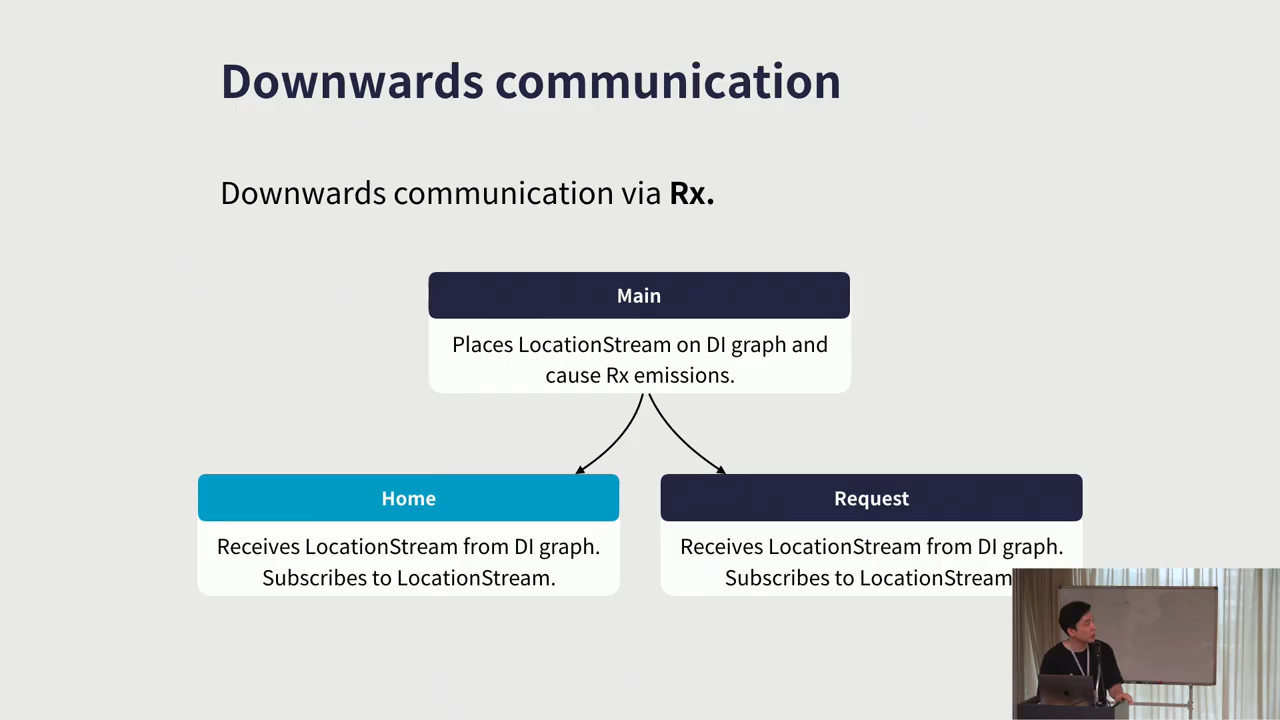 Downwards communication
Downwards communication via Rx.
Main
Places LocationStream on DI graph and
cause Rx emissions.
Home
Receives LocationStream from DI graph.
Subscribes to LocationStream.
Request
Receives LocationStream from DI graph.
Subscribes to LocationStream